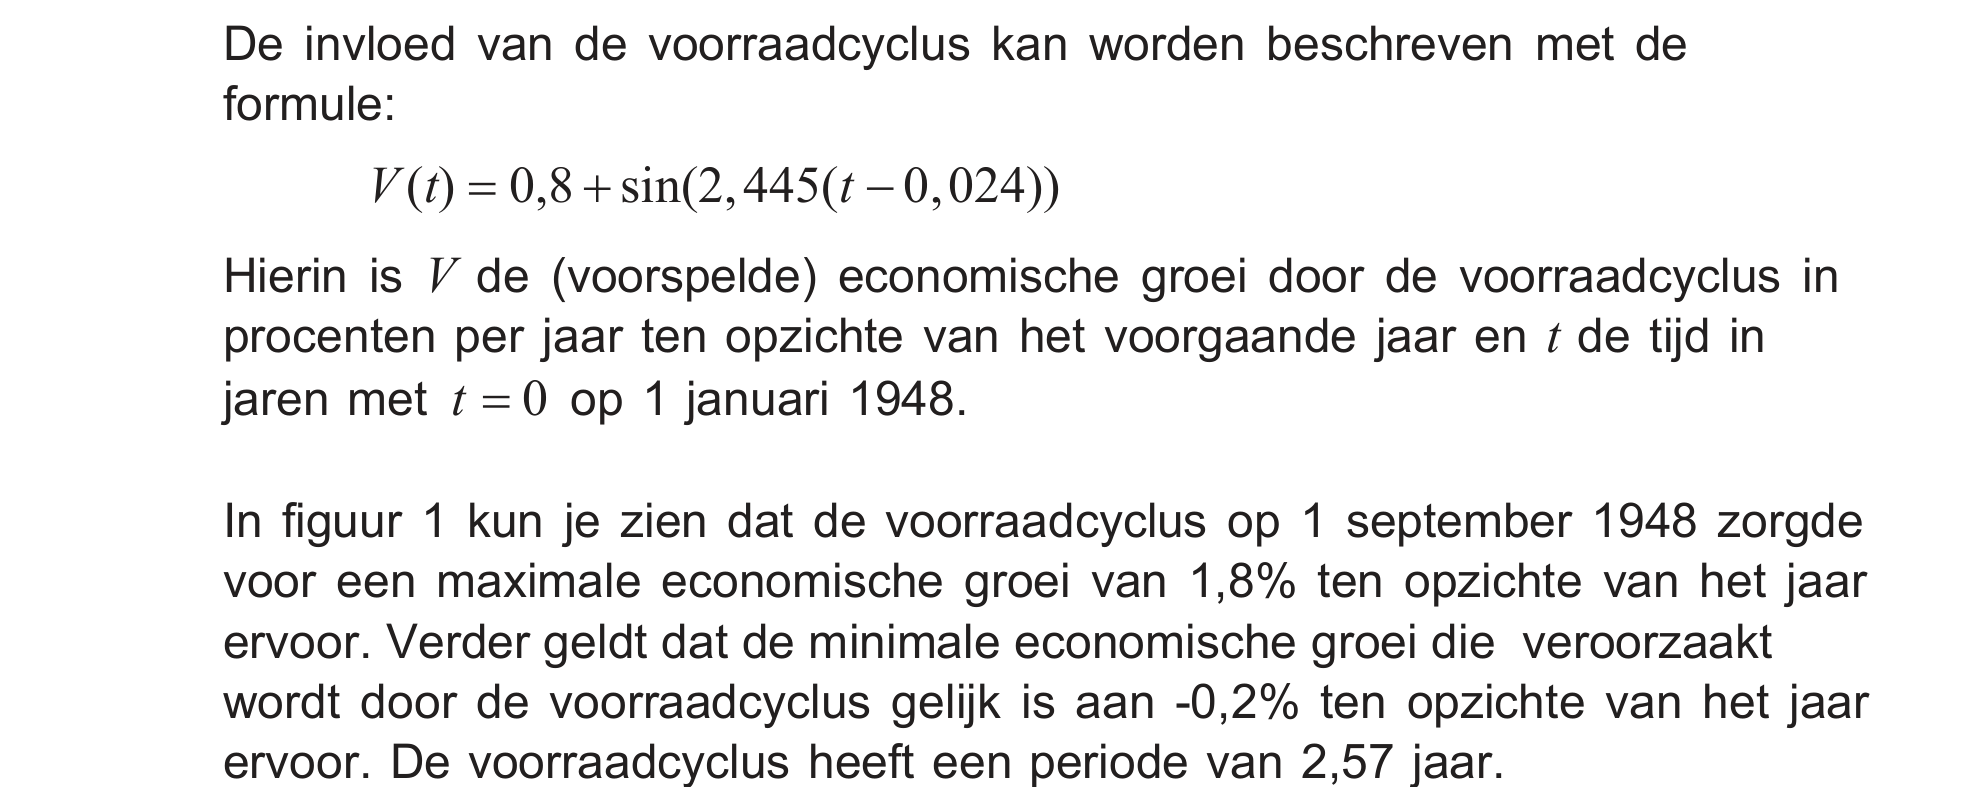 De invloed van de voorraadcyclus kan worden beschreven met de
formule:
V(t) = 0,8 + sin(2,445(t − 0,024))
Hierin is V de (voorspelde) economische groei door de voorraadcyclus in
procenten per jaar ten opzichte van het voorgaande jaar en t de tijd in
jaren met t = 0 op 1 januari 1948.
In figuur 1 kun je zien dat de voorraadcyclus op 1 september 1948 zorgde
voor een maximale economische groei van 1,8% ten opzichte van het jaar
ervoor. Verder geldt dat de minimale economische groei die veroorzaakt
wordt door de voorraadcyclus gelijk is aan -0,2% ten opzichte van het jaar
ervoor. De voorraadcyclus heeft een periode van 2,57 jaar.